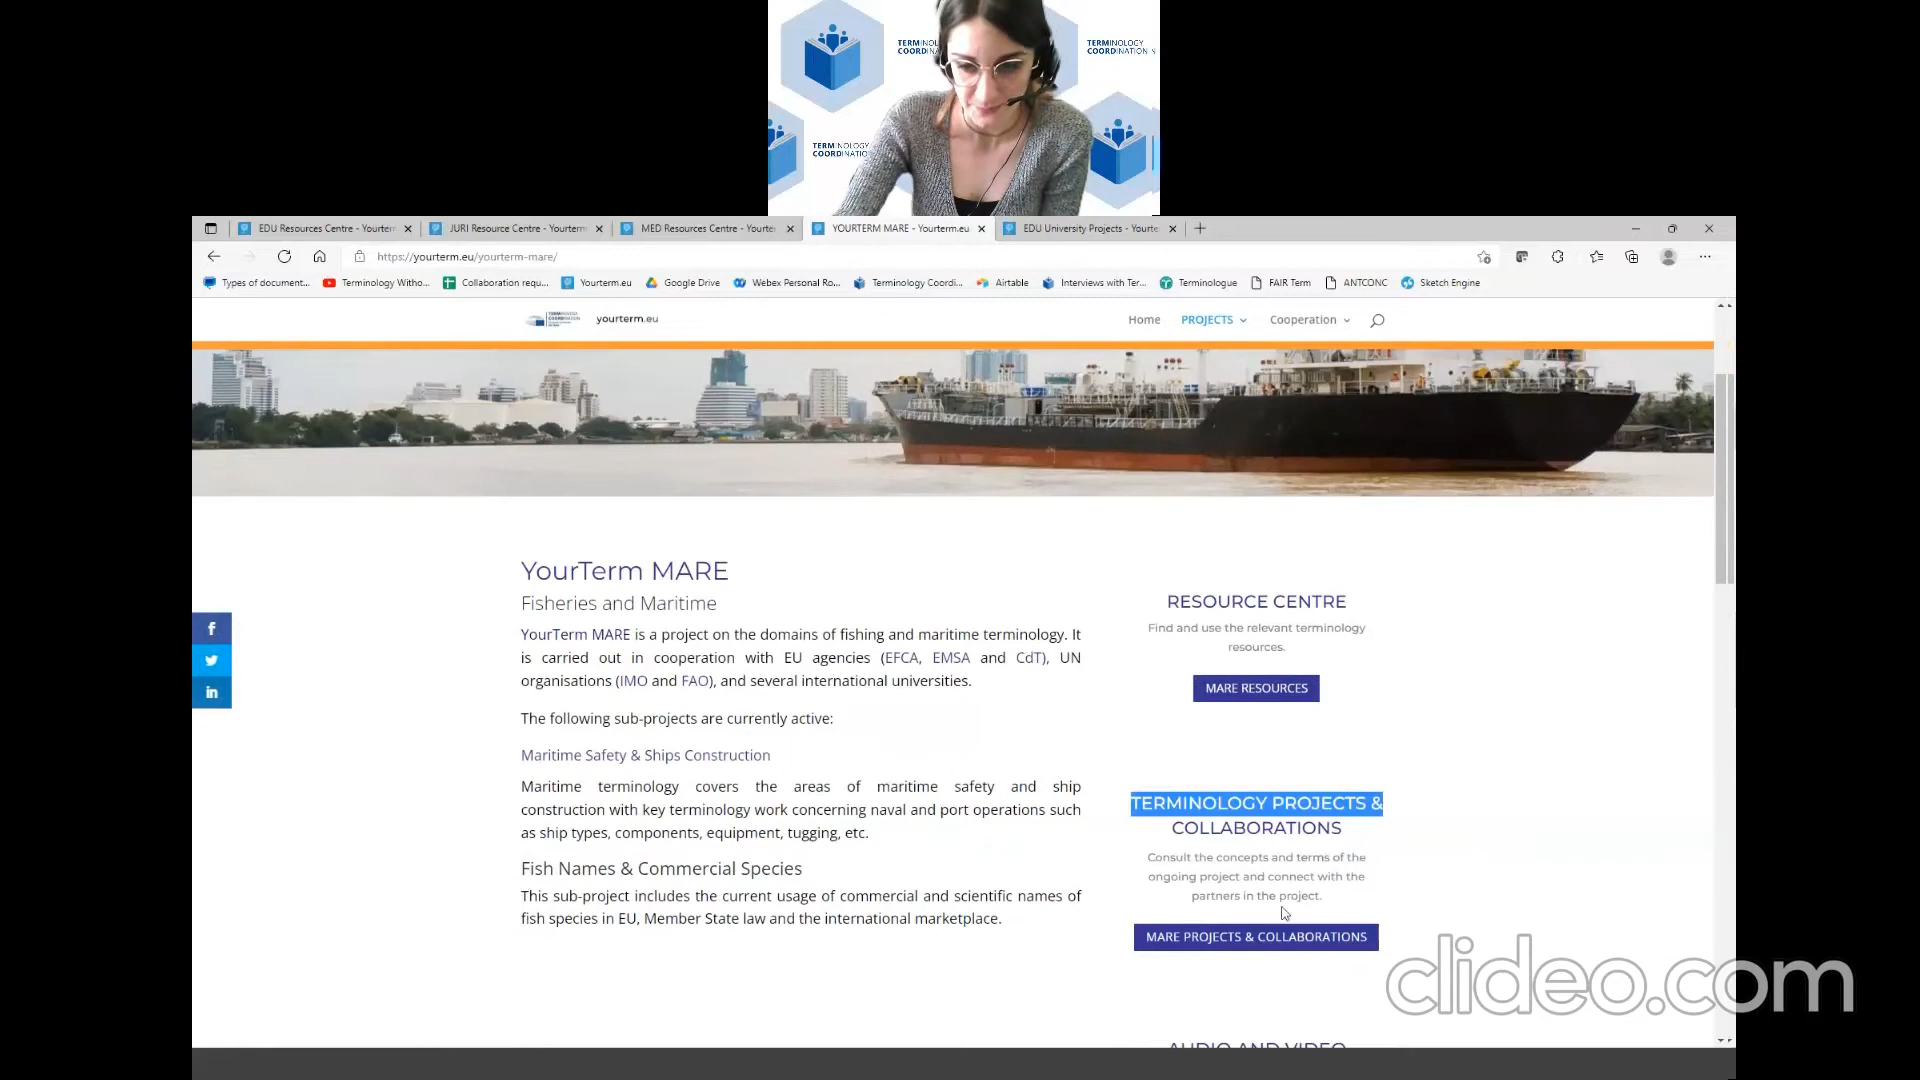 TERMINOLOGY
COORDINATION
TERMINOLOGY
COORDINATION
EDU Resources Centre - Yourterm
JURI Resource Centre - Yourterm
MED Resources Centre - Yourte
YOURTERM MARE - Yourterm.eu
EDU University Projects - Yourte
https://yourterm.eu/yourterm-mare/
Types of document...
Terminology Witho...
Collaboration requ...
Yourterm.eu
Google Drive
Webex Personal Ro...
Terminology Coordi...
Airtable
Interviews with Ter...
Terminologue
FAIR Term
ANTCONC
Sketch Engine
yourterm.eu
Home
PROJECTS
Cooperation
YourTerm MARE
Fisheries and Maritime
YourTerm MARE is a project on the domains of fishing and maritime terminology. It
is carried out in cooperation with EU agencies (EFCA, EMSA and CdT), UN
organisations (IMO and FAO), and several international universities.
The following sub-projects are currently active:
Maritime Safety & Ships Construction
Maritime terminology covers the areas of maritime safety and ship
construction with key terminology work concerning naval and port operations such
as ship types, components, equipment, tugging, etc.
Fish Names & Commercial Species
This sub-project includes the current usage of commercial and scientific names of
fish species in EU, Member State law and the international marketplace.
RESOURCE CENTRE
Find and use the relevant terminology
resources.
MARE RESOURCES
TERMINOLOGY PROJECTS &
COLLABORATIONS
Consult the concepts and terms of the
ongoing project and connect with the
partners in the project.
MARE PROJECTS & COLLABORATIONS
AUDIO AND VIDEO
clideo.com